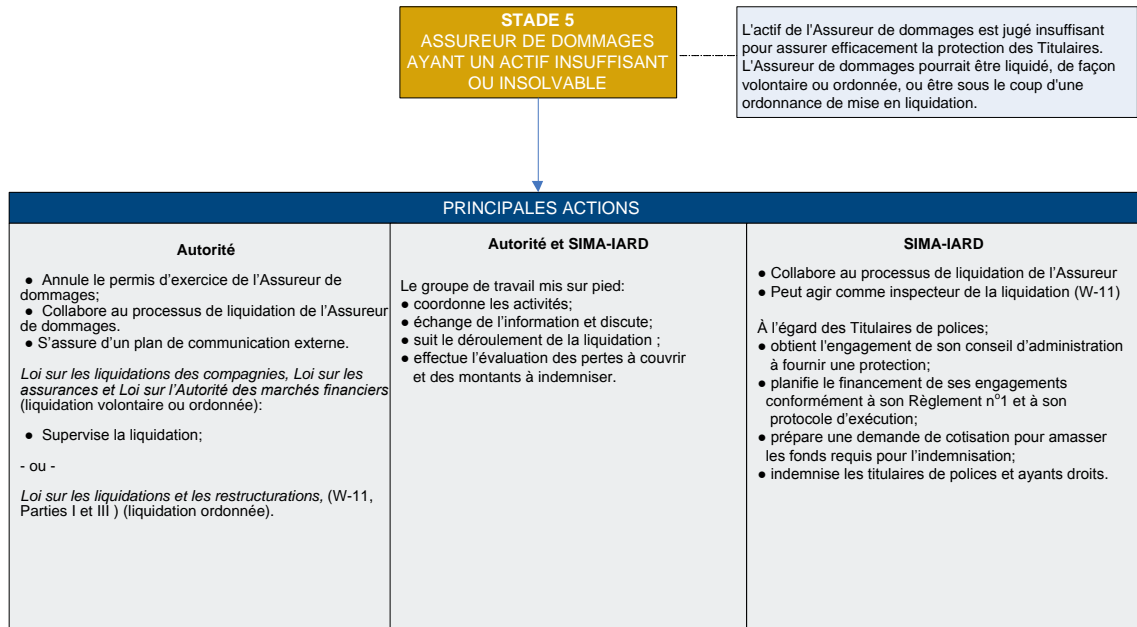 STADE 5
ASSUREUR DE DOMMAGES
AYANT UN ACTIF INSUFFISANT
OU INSOLVABLE
L'actif de l'Assureur de dommages est jugé insuffisant
pour assurer efficacement la protection des Titulaires.
L'Assureur de dommages pourrait être liquidé, de façon
volontaire ou ordonnée, ou être sous le coup d'une
ordonnance de mise en liquidation.
PRINCIPALES ACTIONS
Autorité
● Annule le permis d'exercice de l'Assureur de
dommages;
● Collabore au processus de liquidation de l'Assureur
de dommages.
● S'assure d'un plan de communication externe.
Loi sur les liquidations des compagnies, Loi sur les
assurances et Loi sur l'Autorité des marchés financiers
(liquidation volontaire ou ordonnée):
● Supervise la liquidation;
- ou -
Loi sur les liquidations et les restructurations, (W-11,
Parties I et III ) (liquidation ordonnée).
Autorité et SIMA-IARD
Le groupe de travail mis sur pied:
● coordonne les activités;
● échange de l'information et discute;
● suit le déroulement de la liquidation ;
● effectue l'évaluation des pertes à couvrir
et des montants à indemniser.
SIMA-IARD
● Collabore au processus de liquidation de l'Assureur
● Peut agir comme inspecteur de la liquidation (W-11)
À l'égard des Titulaires de polices;
● obtient l'engagement de son conseil d'administration
à fournir une protection;
● planifie le financement de ses engagements
conformément à son Règlement nº1 et à son
protocole d'exécution;
● prépare une demande de cotisation pour amasser
les fonds requis pour l'indemnisation;
● indemnise les titulaires de polices et ayants droits.